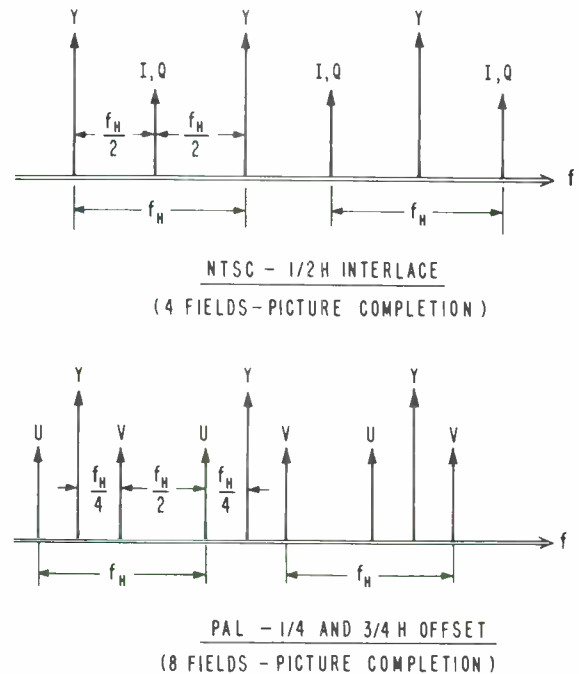 Y Y Y
I,Q I,Q I,Q
f_H/2 f_H/2
f
f_H f_H
NTSC - 1/2H INTERLACE
(4 FIELDS-PICTURE COMPLETION)
Y Y Y
U V U V U V
f_H/4 f_H/2 f_H/4
f
f_H f_H
PAL - 1/4 AND 3/4 H OFFSET
(8 FIELDS - PICTURE COMPLETION)